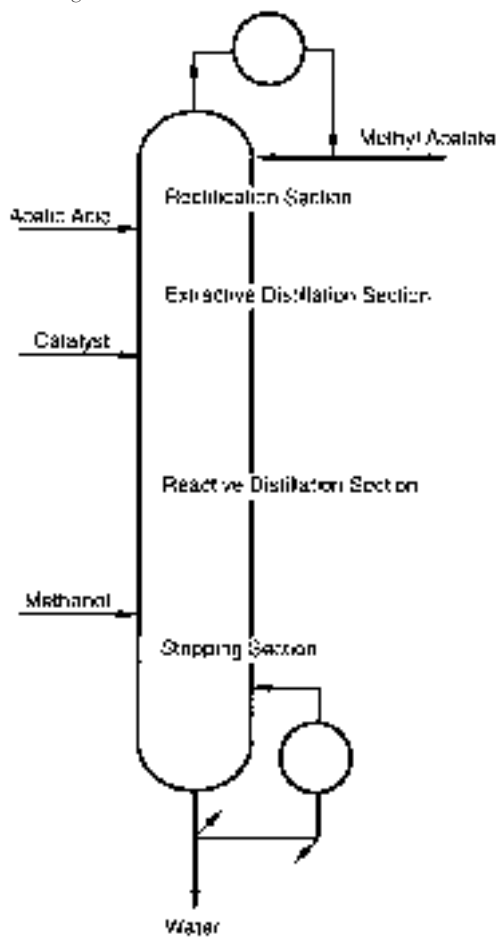 Methyl Acetate
Rectification Section
Acetic Acid
Extractive Distillation Section
Catalyst
Reactive Distillation Section
Methanol
Stripping Section
Water